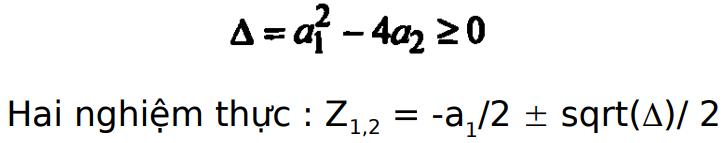 Δ = a₁² − 4a₂ ≥ 0
Hai nghiệm thực : Z₁,₂ = -a₁/2 ± sqrt(Δ)/ 2